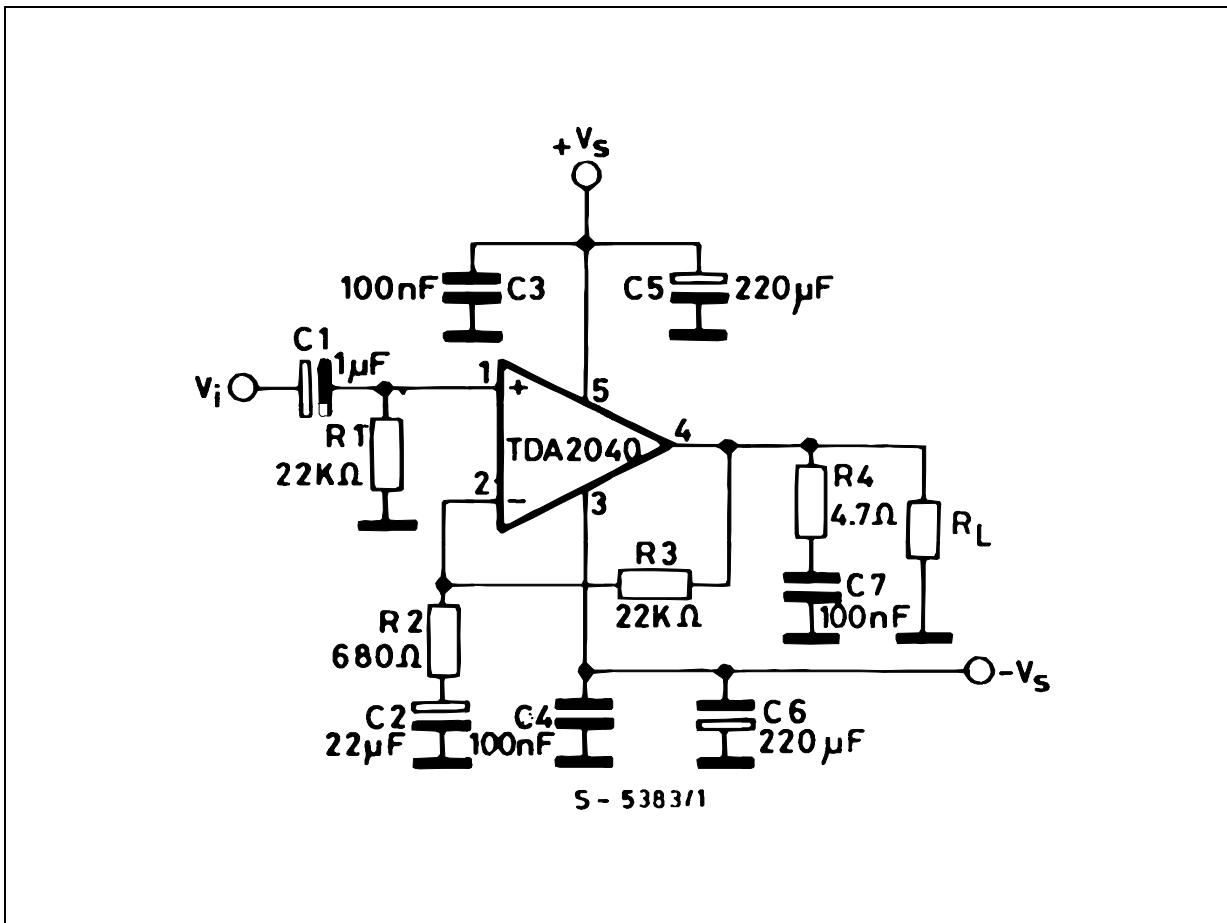 +Vs
100nF C3
C5 220µF
C1
1µF
Vi
R1
22KΩ
1
+
5
TDA2040
4
2
−
3
R4
4.7Ω
RL
R3
22KΩ
C7
100nF
R2
680Ω
-Vs
C2
22µF
C4
100nF
C6
220µF
S - 5383/1